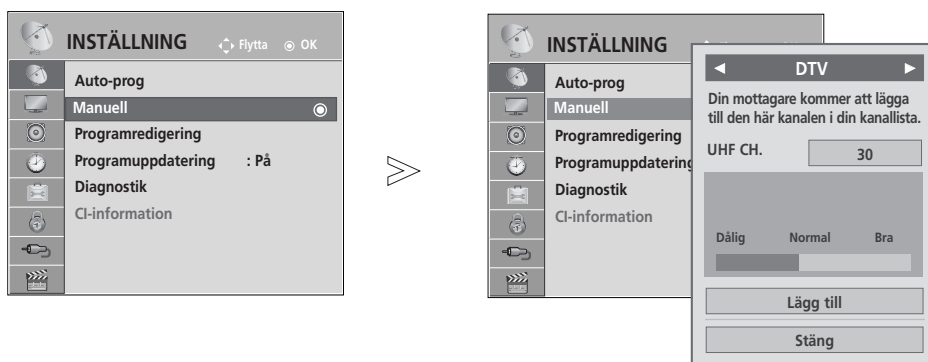 INSTÄLLNING Flytta OK
Auto-prog
Manuell
Programredigering
Programuppdatering : På
Diagnostik
CI-information
INSTÄLLNING
Auto-prog
Manuell
Programredigering
Programuppdatering
Diagnostik
CI-information
DTV
Din mottagare kommer att lägga
till den här kanalen i din kanallista.
UHF CH. 30
Dålig Normal Bra
Lägg till
Stäng